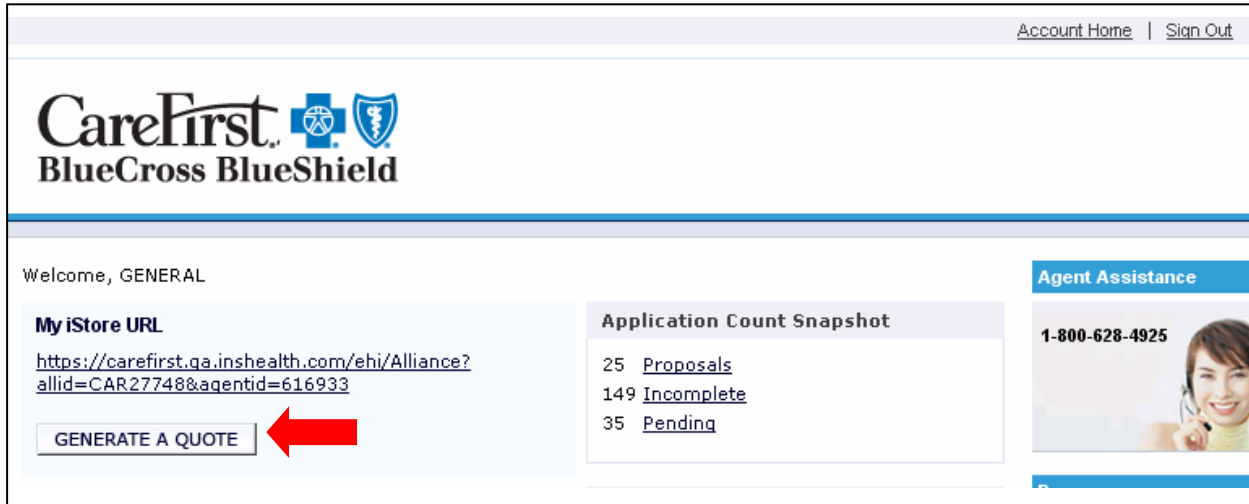 Account Home | Sign Out
CareFirst.
BlueCross BlueShield
Welcome, GENERAL
My iStore URL
https://carefirst.qa.inshealth.com/ehi/Alliance?
allid=CAR27748&agentid=616933
GENERATE A QUOTE
Application Count Snapshot
25 Proposals
149 Incomplete
35 Pending
Agent Assistance
1-800-628-4925